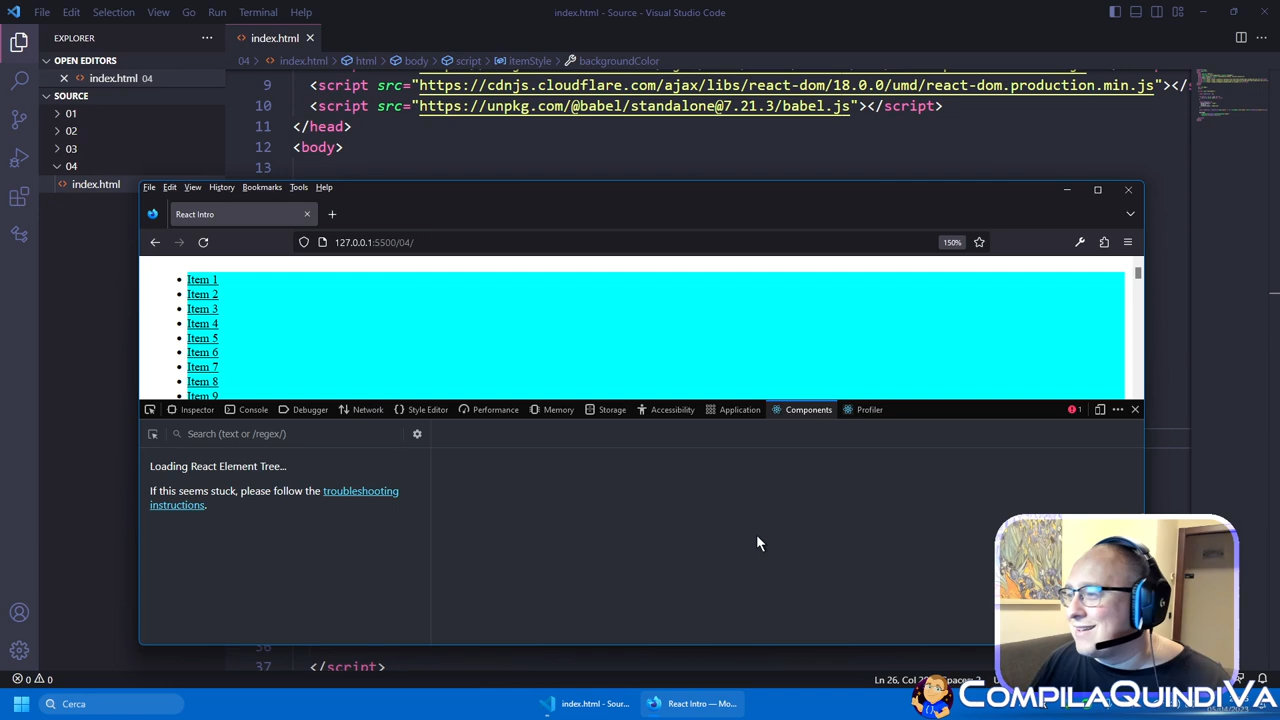 File Edit Selection View Go Run Terminal Help
index.html - Source - Visual Studio Code
EXPLORER
index.html
OPEN EDITORS
index.html 04
SOURCE
01
02
03
04
index.html
04 > index.html > html > body > script > itemStyle > backgroundColor
9 <script src="https://cdnjs.cloudflare.com/ajax/libs/react-dom/18.0.0/umd/react-dom.production.min.js"></s
10 <script src="https://unpkg.com/@babel/standalone@7.21.3/babel.js"></script>
11 </head>
12 <body>
13
File Edit View History Bookmarks Tools Help
React Intro
127.0.0.1:5500/04/
150%
Item 1
Item 2
Item 3
Item 4
Item 5
Item 6
Item 7
Item 8
Item 9
Inspector Console Debugger Network Style Editor Performance Memory Storage Accessibility Application Components Profiler
1
Search (text or /regex/)
Loading React Element Tree...
If this seems stuck, please follow the troubleshooting
instructions.
36
37 </script>
0 0
Ln 26, Col
Cerca
index.html - Sour...
React Intro — Mo...
COMPILAQUINDIVA